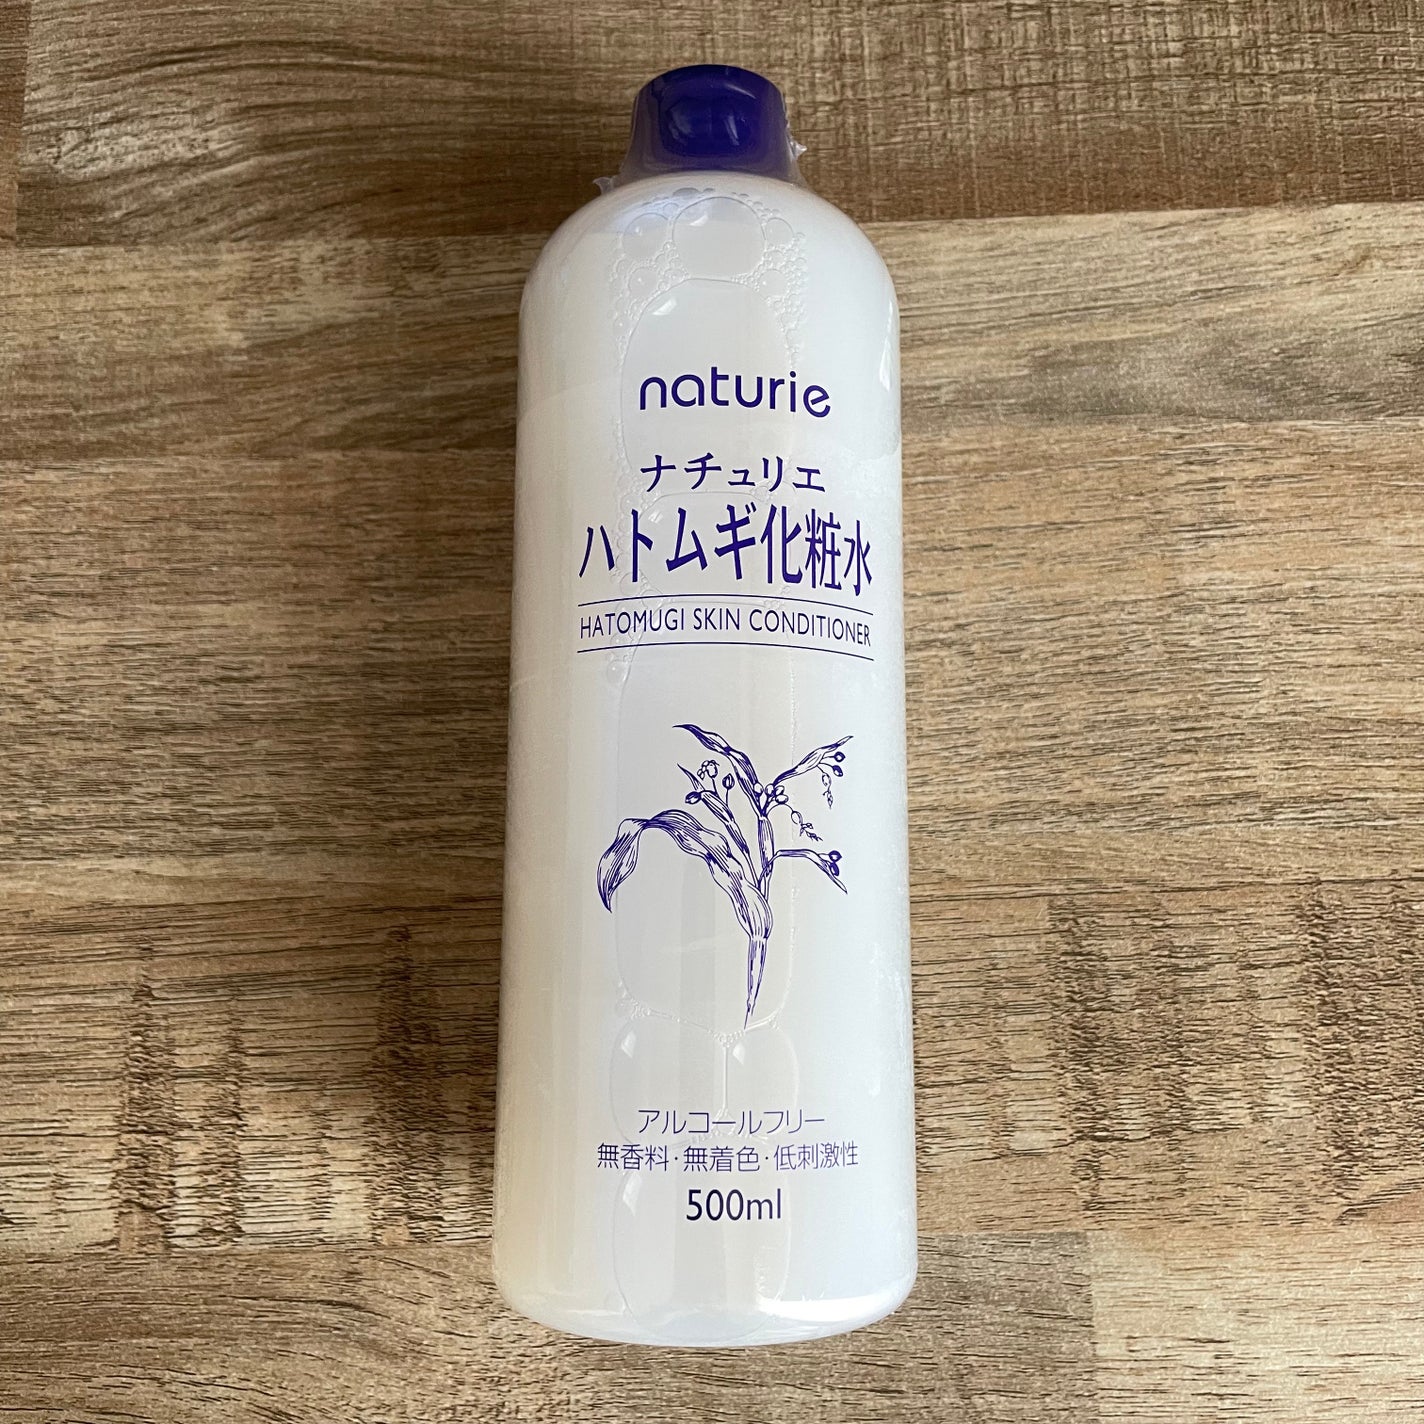 naturie
ナチュリエ
ハトムギ化粧水
HATOMUGI SKIN CONDITIONER
アルコールフリー
無香料·無着色·低刺激性
500ml